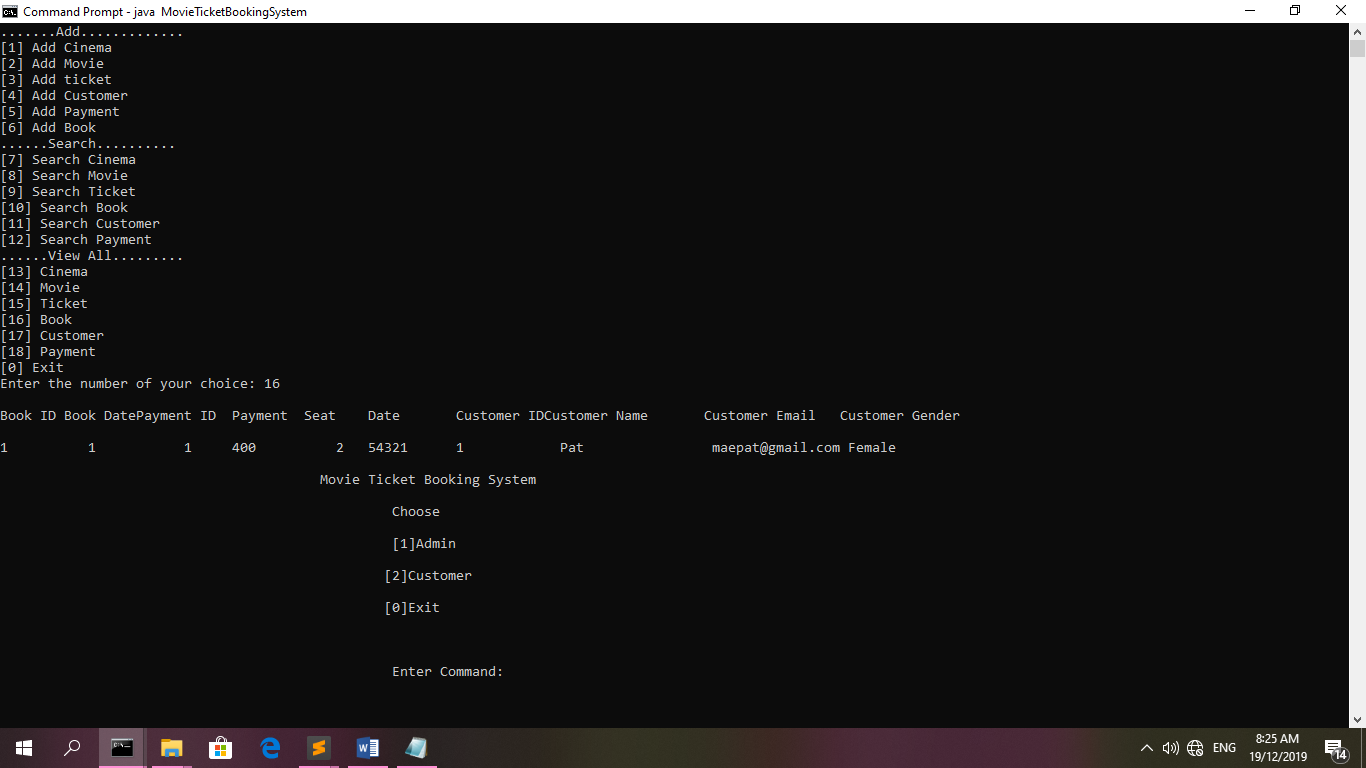 Command Prompt - java  MovieTicketBookingSystem
.......Add.............
[1] Add Cinema
[2] Add Movie
[3] Add ticket
[4] Add Customer
[5] Add Payment
[6] Add Book
......Search..........
[7] Search Cinema
[8] Search Movie
[9] Search Ticket
[10] Search Book
[11] Search Customer
[12] Search Payment
......View All.........
[13] Cinema
[14] Movie
[15] Ticket
[16] Book
[17] Customer
[18] Payment
[0] Exit
Enter the number of your choice: 16
Book ID Book DatePayment ID  Payment  Seat    Date       Customer IDCustomer Name       Customer Email   Customer Gender
1          1           1     400          2   54321      1            Pat                maepat@gmail.com Female
Movie Ticket Booking System
Choose
[1]Admin
[2]Customer
[0]Exit
Enter Command:
ENG
8:25 AM
19/12/2019
14